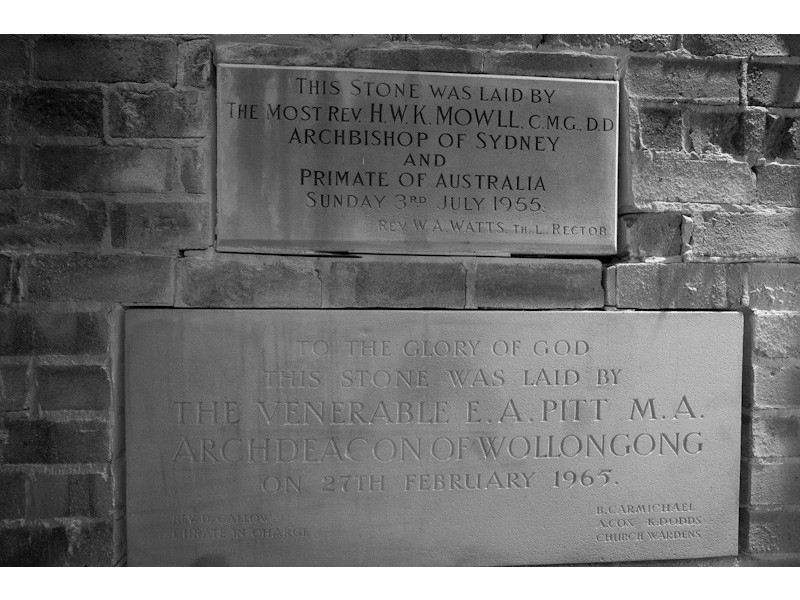 THIS STONE WAS LAID BY
THE MOST REV. H.W.K. MOWLL. C.M.G., D.D
ARCHBISHOP OF SYDNEY
AND
PRIMATE OF AUSTRALIA
SUNDAY 3RD JULY 1955.
REV. W.A. WATTS. TH. L. RECTOR
TO THE GLORY OF GOD
THIS STONE WAS LAID BY
THE VENERABLE E. A. PITT M. A.
ARCHDEACON OF WOLLONGONG
ON 27TH FEBRUARY 1965.
REV. D. CALLOW
CURATE IN CHARGE
B. CARMICHAEL
A. COX K. DODDS
CHURCH WARDENS